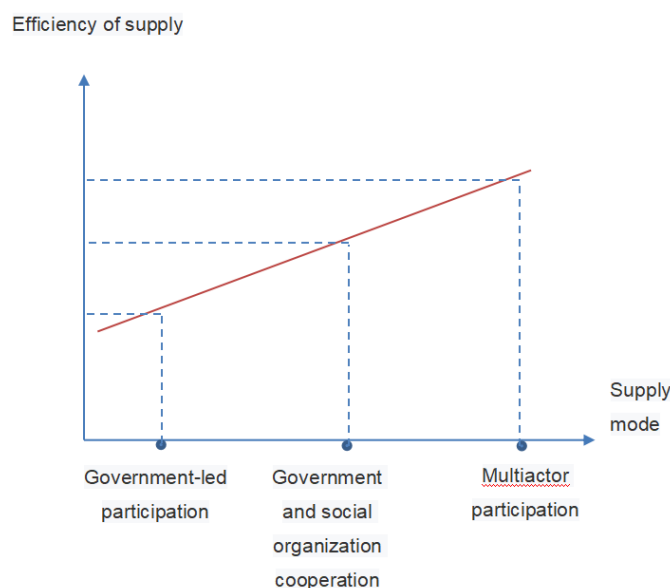 Efficiency of supply
Supply
mode
Government-led
participation
Government
and social
organization
cooperation
Multiactor
participation